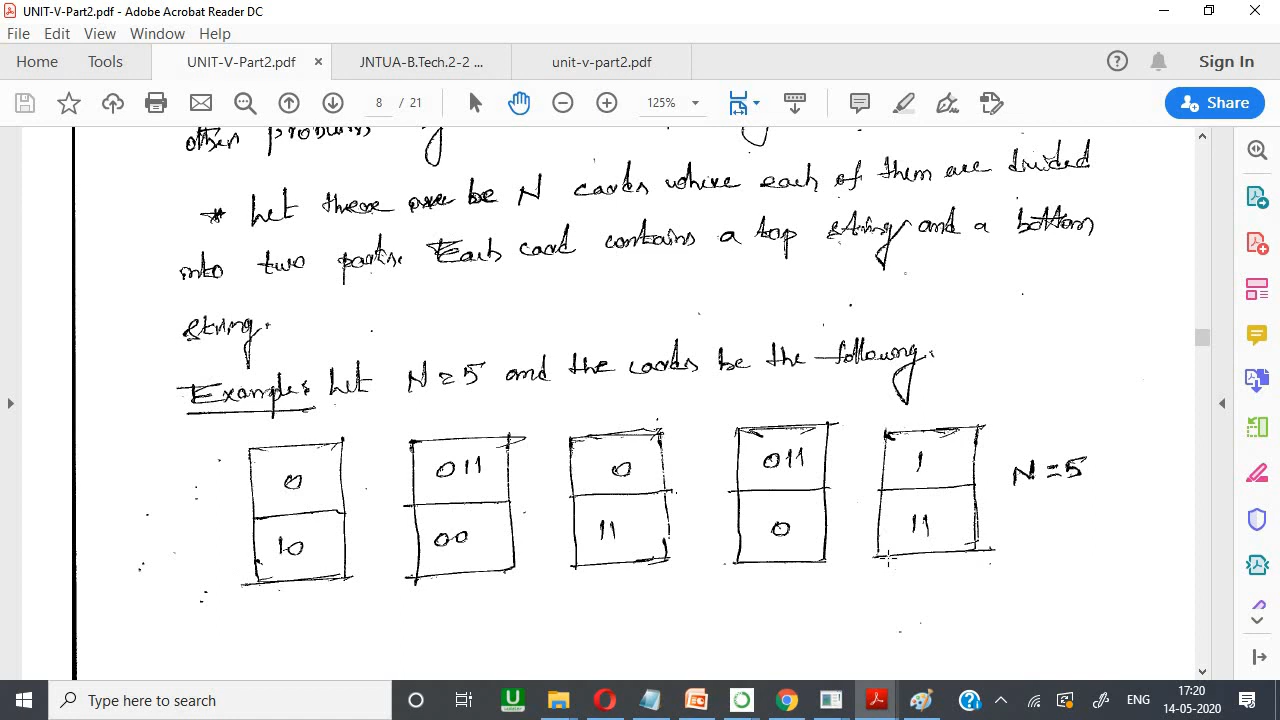 UNIT-V-Part2.pdf - Adobe Acrobat Reader DC
File Edit View Window Help
Home Tools UNIT-V-Part2.pdf × JNTUA-B.Tech.2-2 ... unit-v-part2.pdf Sign In
8 / 21 125% Share
other problems
* Let there be N cards where each of them are divided
into two parts. Each card contains a top string and a bottom
string.
Example: Let N=5 and the cards be the following.
0 011 0 011 1 N=5
10 00 11 0 11
Type here to search ENG 17:20
14-05-2020